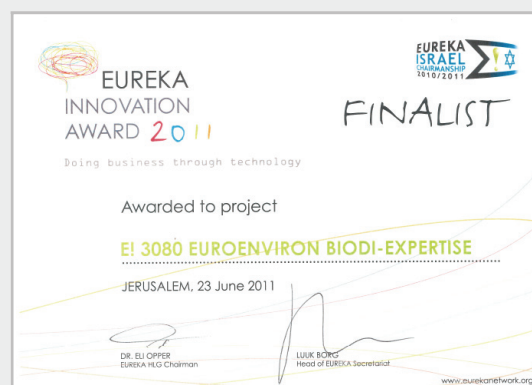 EUREKA
INNOVATION
AWARD 2011
Doing business through technology
EUREKA
ISRAEL
CHAIRMANSHIP
2010/2011
FINALIST
Awarded to project
E! 3080 EUROENVIRON BIODI-EXPERTISE
JERUSALEM, 23 June 2011
DR. ELI OPPER
EUREKA HLG Chairman
LUUK BORG
Head of EUREKA Secretariat
www.eurekanetwork.org